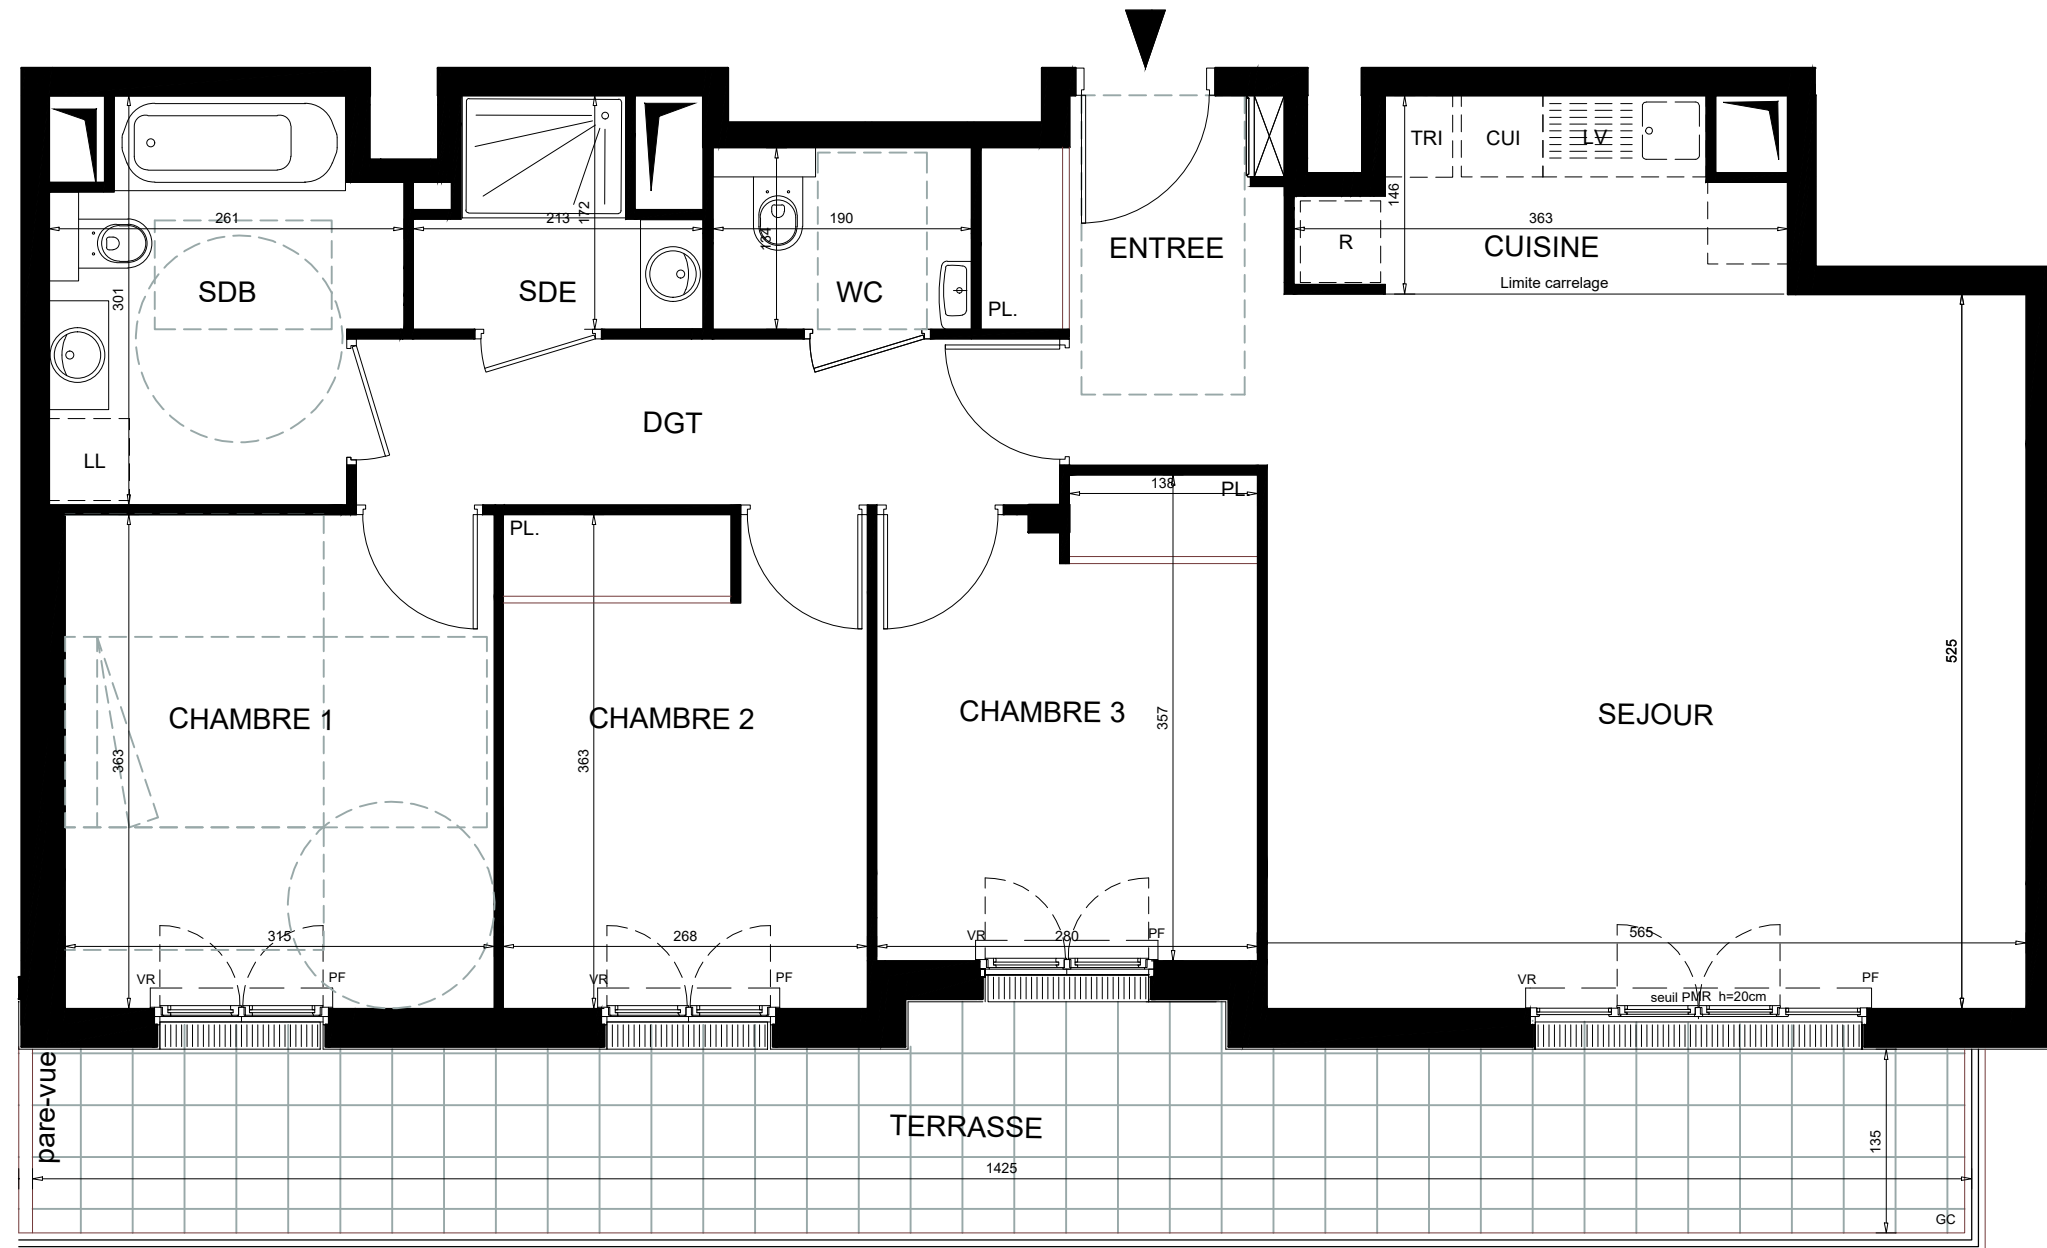 TRI
CUI
LV
146
172
134
261
213
190
363
R
ENTREE
CUISINE
Limite carrelage
SDB
SDE
WC
PL.
301
DGT
LL
138
PL.
PL.
525
CHAMBRE 1
CHAMBRE 2
CHAMBRE 3
SEJOUR
363
363
357
315
268
VR
280
PF
565
VR
PF
VR
PF
VR
PF
seuil PMR h=20cm
pare-vue
TERRASSE
135
1425
GC